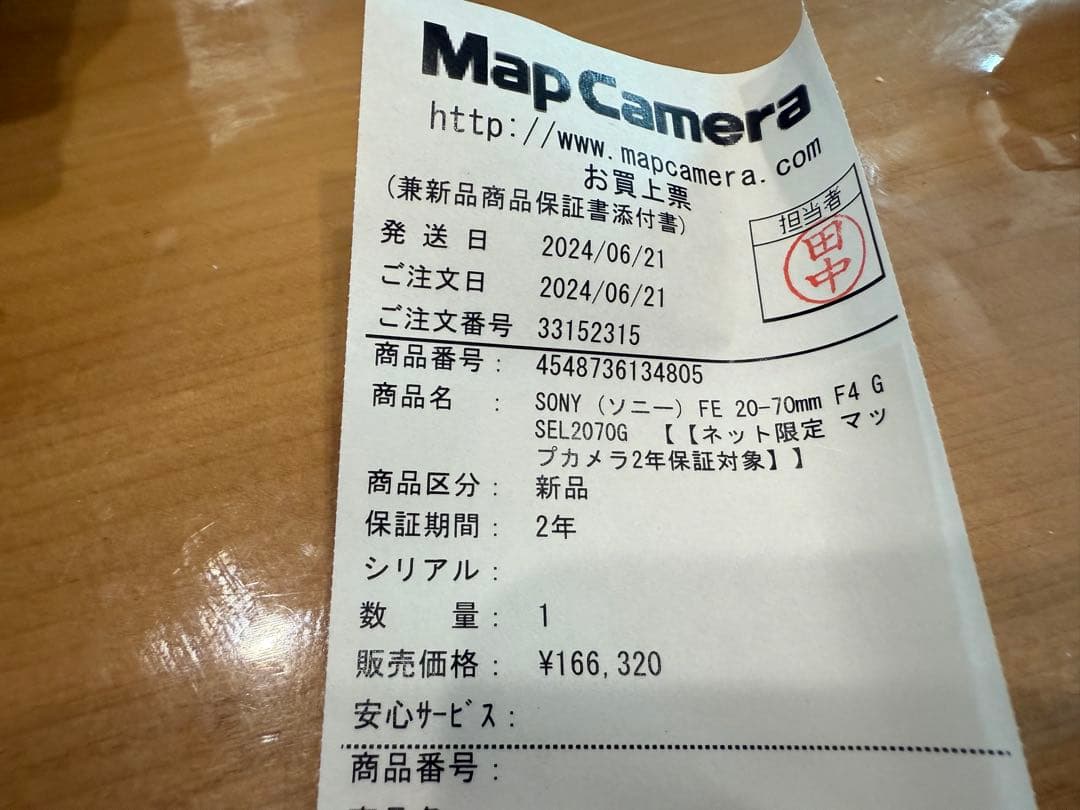 Map Camera
http://www.mapcamera.com
お買上票
(兼新品商品保証書添付書)
担当者
田中
発 送 日 2024/06/21
ご注文日 2024/06/21
ご注文番号 33152315
商品番号: 4548736134805
商品名 : SONY (ソニー) FE 20-70mm F4 G
SEL2070G 【【ネット限定 マッ
プカメラ2年保証対象】】
商品区分: 新品
保証期間: 2年
シリアル:
数 量: 1
販売価格: ¥166,320
安心ｻｰﾋﾞｽ:
商品番号: